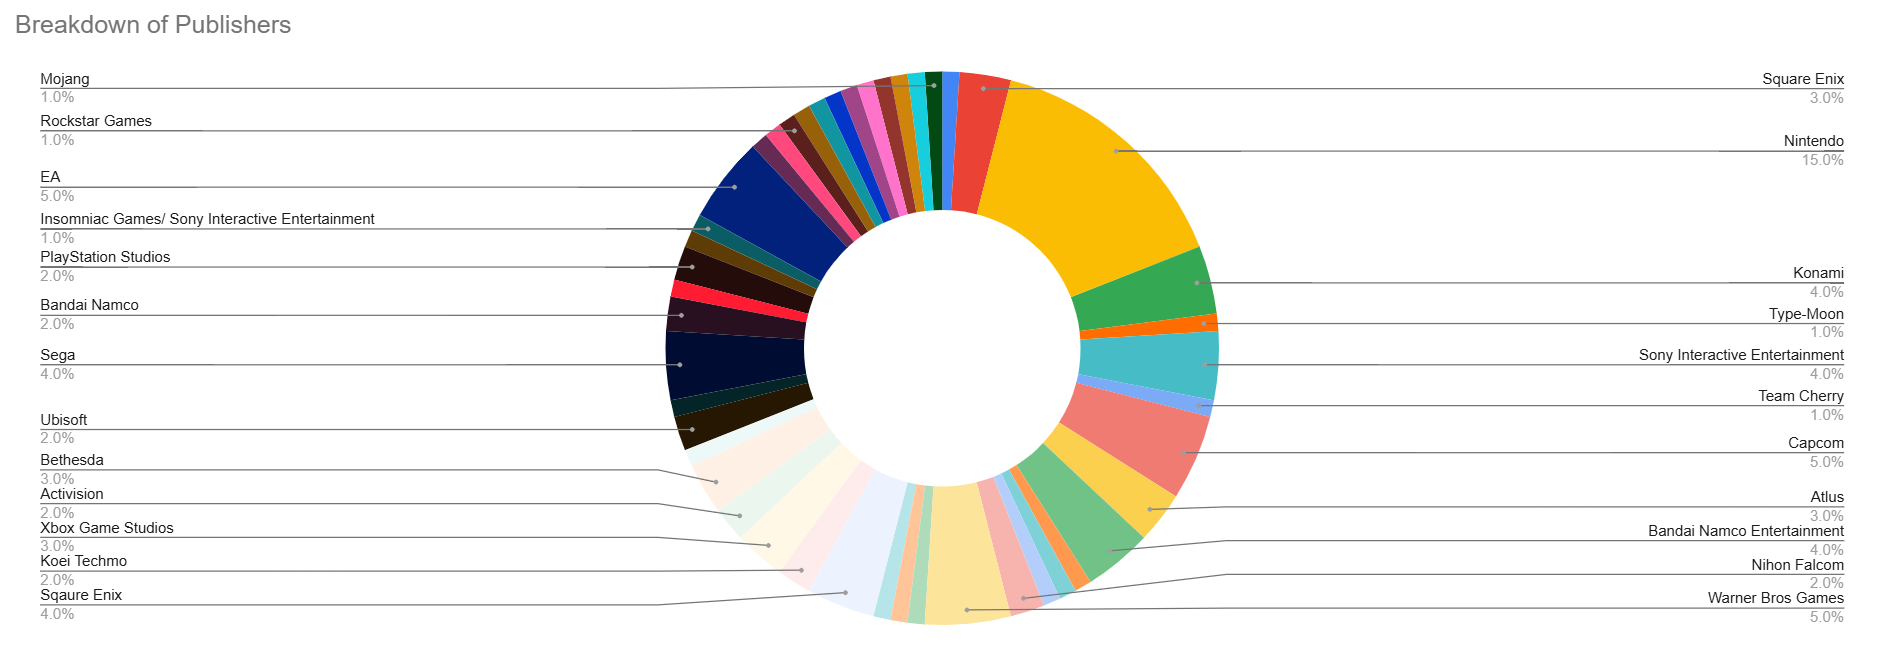 Breakdown of Publishers
Mojang
1.0%
Rockstar Games
1.0%
EA
5.0%
Insomniac Games/ Sony Interactive Entertainment
1.0%
PlayStation Studios
2.0%
Bandai Namco
2.0%
Sega
4.0%
Ubisoft
2.0%
Bethesda
3.0%
Activision
2.0%
Xbox Game Studios
3.0%
Koei Techmo
2.0%
Sqaure Enix
4.0%
Square Enix
3.0%
Nintendo
15.0%
Konami
4.0%
Type-Moon
1.0%
Sony Interactive Entertainment
4.0%
Team Cherry
1.0%
Capcom
5.0%
Atlus
3.0%
Bandai Namco Entertainment
4.0%
Nihon Falcom
2.0%
Warner Bros Games
5.0%